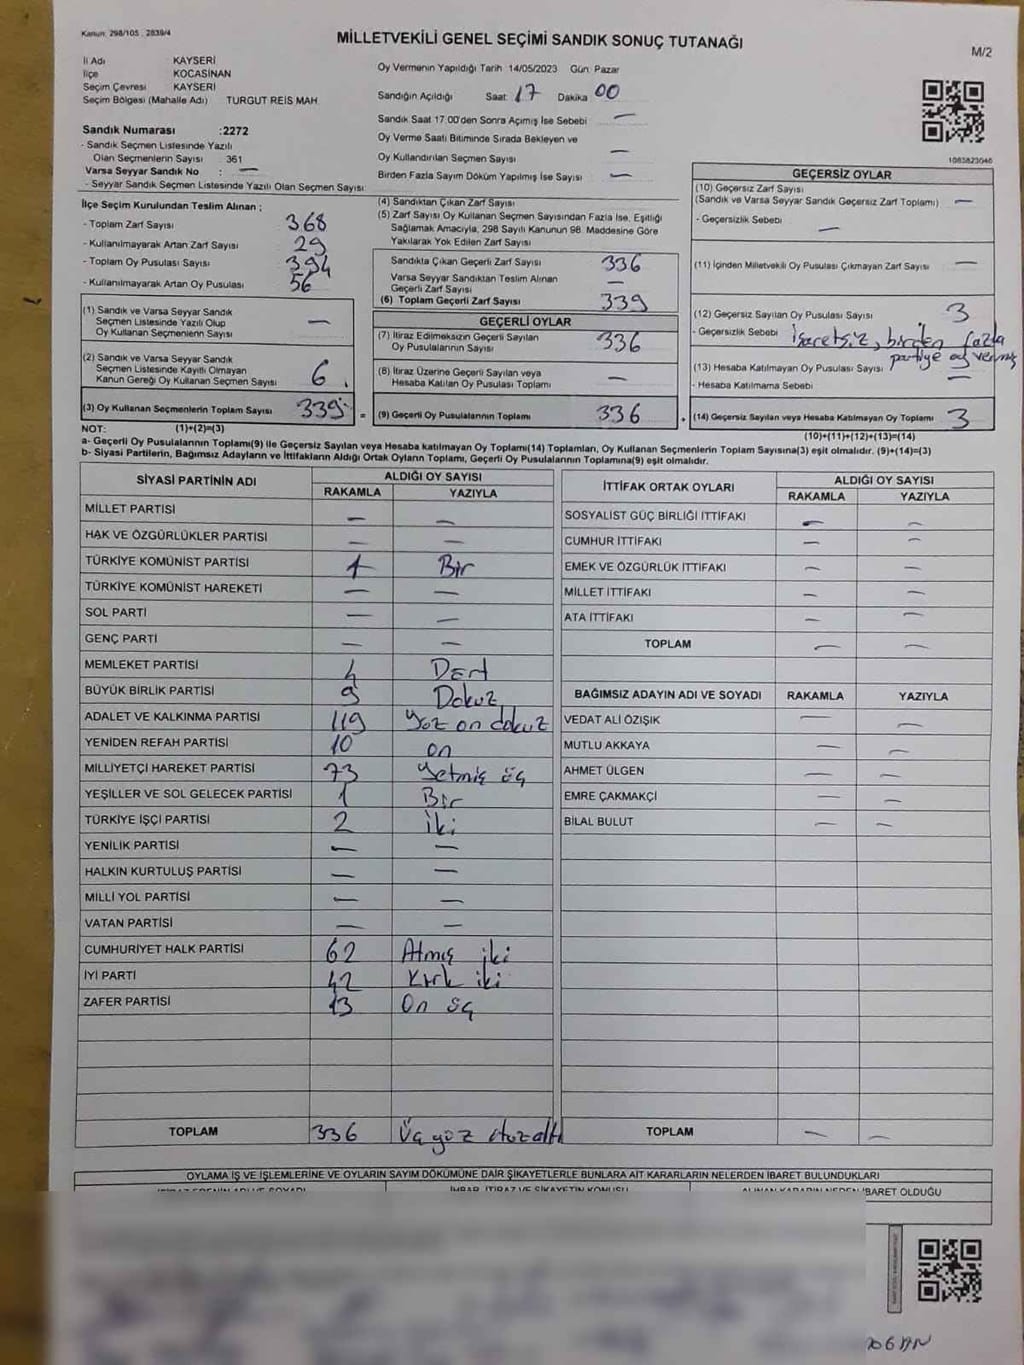 Kanun: 298/105 , 2839/4
MİLLETVEKİLİ GENEL SEÇİMİ SANDIK SONUÇ TUTANAĞI
M/2
İl Adı KAYSERİ
İlçe KOCASİNAN
Seçim Çevresi KAYSERİ
Seçim Bölgesi (Mahalle Adı) TURGUT REİS MAH.
Sandık Numarası :2272
- Sandık Seçmen Listesinde Yazılı
Olan Seçmenlerin Sayısı : 361
Varsa Seyyar Sandık No : —
- Seyyar Sandık Seçmen Listesinde Yazılı Olan Seçmen Sayısı:
Oy Vermenin Yapıldığı Tarih 14/05/2023 Gün: Pazar
Sandığın Açıldığı Saat: 17 Dakika 00
Sandık Saat 17.00'den Sonra Açımış İse Sebebi —
Oy Verme Saati Bitiminde Sırada Bekleyen ve
Oy Kullandırılan Seçmen Sayısı —
Birden Fazla Sayım Döküm Yapılmış İse Sayısı —
1083823046
İlçe Seçim Kurulundan Teslim Alınan ;
- Toplam Zarf Sayısı 368
- Kullanılmayarak Artan Zarf Sayısı 29
- Toplam Oy Pusulası Sayısı 394
- Kullanılmayarak Artan Oy Pusulası 56
(1) Sandık ve Varsa Seyyar Sandık
Seçmen Listesinde Yazılı Olup
Oy Kullanan Seçmenlerin Sayısı —
(2) Sandık ve Varsa Seyyar Sandık
Seçmen Listesinde Kayıtlı Olmayan
Kanun Gereği Oy Kullanan Seçmen Sayısı 6
(3) Oy Kullanan Seçmenlerin Toplam Sayısı 339 =
(4) Sandıktan Çıkan Zarf Sayısı
(5) Zarf Sayısı Oy Kullanan Seçmen Sayısından Fazla İse, Eşitliği
Sağlamak Amacıyla, 298 Sayılı Kanunun 98. Maddesine Göre
Yakılarak Yok Edilen Zarf Sayısı
Sandıkta Çıkan Geçerli Zarf Sayısı 336
Varsa Seyyar Sandıktan Teslim Alınan
Geçerli Zarf Sayısı —
(6) Toplam Geçerli Zarf Sayısı 339
GEÇERLİ OYLAR
(7) İtiraz Edilmeksizin Geçerli Sayılan
Oy Pusulalarının Sayısı 336
(8) İtiraz Üzerine Geçerli Sayılan veya
Hesaba Katılan Oy Pusulası Toplamı —
(9) Geçerli Oy Pusulalarının Toplamı 336
GEÇERSİZ OYLAR
(10) Geçersiz Zarf Sayısı
(Sandık ve Varsa Seyyar Sandık Geçersiz Zarf Toplamı) —
- Geçersizlik Sebebi —
(11) İçinden Milletvekili Oy Pusulası Çıkmayan Zarf Sayısı —
(12) Geçersiz Sayılan Oy Pusulası Sayısı 3
- Geçersizlik Sebebi İşaretsiz, birden fazla
partiye oy vermiş
(13) Hesaba Katılmayan Oy Pusulası Sayısı —
- Hesaba Katılmama Sebebi
(14) Geçersiz Sayılan veya Hesaba Katılmayan Oy Toplamı 3
NOT: (1)+(2)=(3) (10)+(11)+(12)+(13)=(14)
a- Geçerli Oy Pusulalarının Toplamı(9) İle Geçersiz Sayılan veya Hesaba katılmayan Oy Toplamı(14) Toplamları, Oy Kullanan Seçmenlerin Toplam Sayısına(3) eşit olmalıdır. (9)+(14)=(3)
b- Siyasi Partilerin, Bağımsız Adayların ve İttifakların Aldığı Ortak Oyların Toplamı, Geçerli Oy Pusulalarının Toplamına(9) eşit olmalıdır.
SİYASİ PARTİNİN ADI ALDIĞI OY SAYISI
RAKAMLA YAZIYLA
MİLLET PARTİSİ — —
HAK VE ÖZGÜRLÜKLER PARTİSİ — —
TÜRKİYE KOMÜNİST PARTİSİ 1 Bir
TÜRKİYE KOMÜNİST HAREKETİ — —
SOL PARTİ — —
GENÇ PARTİ — —
MEMLEKET PARTİSİ 4 Dört
BÜYÜK BİRLİK PARTİSİ 9 Dokuz
ADALET VE KALKINMA PARTİSİ 119 Yüz on dokuz
YENİDEN REFAH PARTİSİ 10 on
MİLLİYETÇİ HAREKET PARTİSİ 73 Yetmiş üç
YEŞİLLER VE SOL GELECEK PARTİSİ 1 Bir
TÜRKİYE İŞÇİ PARTİSİ 2 iki
YENİLİK PARTİSİ — —
HALKIN KURTULUŞ PARTİSİ — —
MİLLİ YOL PARTİSİ — —
VATAN PARTİSİ — —
CUMHURİYET HALK PARTİSİ 62 Atmış iki
İYİ PARTİ 42 Kırk iki
ZAFER PARTİSİ 13 On üç
TOPLAM 336 Üç yüz otuz altı
İTTİFAK ORTAK OYLARI ALDIĞI OY SAYISI
RAKAMLA YAZIYLA
SOSYALİST GÜÇ BİRLİĞİ İTTİFAKI — —
CUMHUR İTTİFAKI — —
EMEK VE ÖZGÜRLÜK İTTİFAKI — —
MİLLET İTTİFAKI — —
ATA İTTİFAKI — —
TOPLAM — —
BAĞIMSIZ ADAYIN ADI VE SOYADI RAKAMLA YAZIYLA
VEDAT ALİ ÖZIŞIK — —
MUTLU AKKAYA — —
AHMET ÜLGEN — —
EMRE ÇAKMAKÇİ — —
BİLAL BULUT — —
TOPLAM — —
OYLAMA İŞ VE İŞLEMLERİNE VE OYLARIN SAYIM DÖKÜMÜNE DAİR ŞİKAYETLERLE BUNLARA AİT KARARLARIN NELERDEN İBARET BULUNDUKLARI
İHBAR, İTİRAZ VE ŞİKAYETİN KONUSU ALINAN KARARIN NEDEN İBARET OLDUĞU